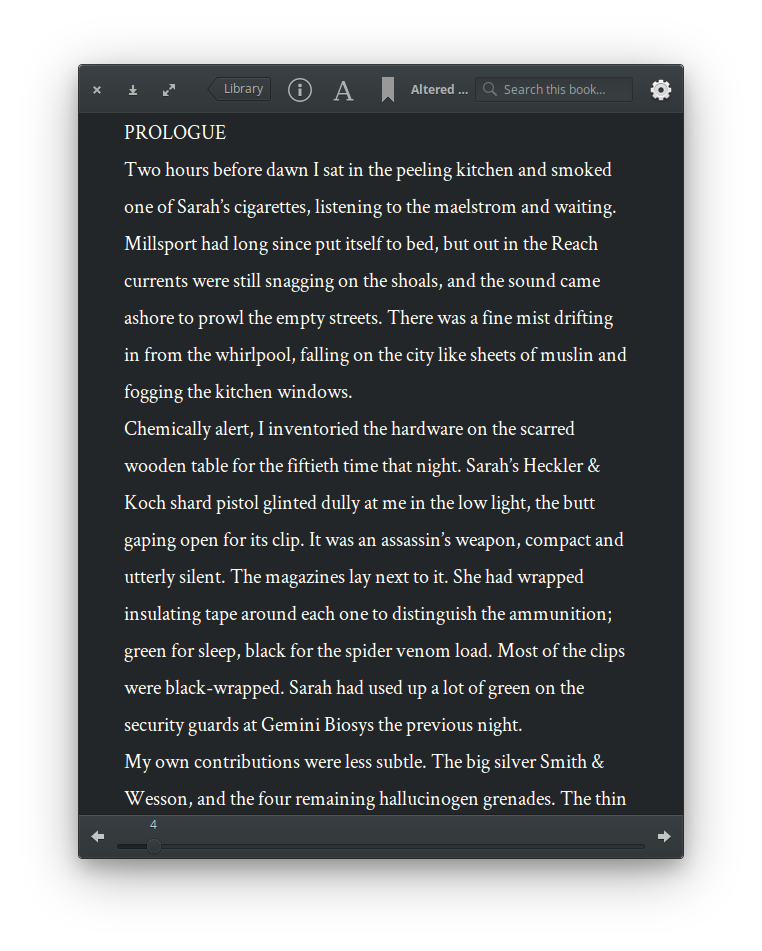 Library
A
Altered ...
Search this book...
PROLOGUE
Two hours before dawn I sat in the peeling kitchen and smoked
one of Sarah’s cigarettes, listening to the maelstrom and waiting.
Millsport had long since put itself to bed, but out in the Reach
currents were still snagging on the shoals, and the sound came
ashore to prowl the empty streets. There was a fine mist drifting
in from the whirlpool, falling on the city like sheets of muslin and
fogging the kitchen windows.
Chemically alert, I inventoried the hardware on the scarred
wooden table for the fiftieth time that night. Sarah’s Heckler &
Koch shard pistol glinted dully at me in the low light, the butt
gaping open for its clip. It was an assassin’s weapon, compact and
utterly silent. The magazines lay next to it. She had wrapped
insulating tape around each one to distinguish the ammunition;
green for sleep, black for the spider venom load. Most of the clips
were black-wrapped. Sarah had used up a lot of green on the
security guards at Gemini Biosys the previous night.
My own contributions were less subtle. The big silver Smith &
Wesson, and the four remaining hallucinogen grenades. The thin
4